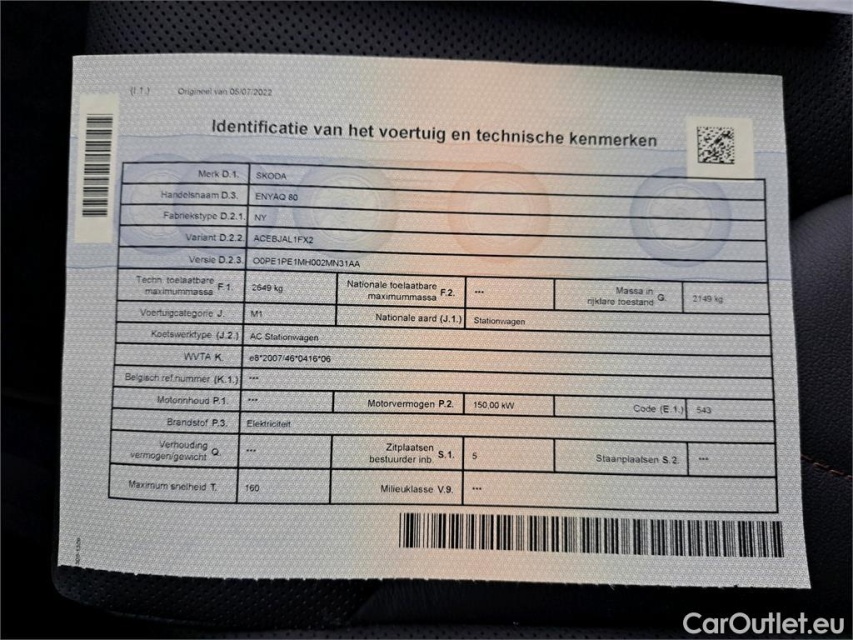 (I.1.) Origineel van 05/07/2022
Identificatie van het voertuig en technische kenmerken
Merk D.1. SKODA
Handelsnaam D.3. ENYAQ 80
Fabriekstype D.2.1. NY
Variant D.2.2. ACEBJAL1FX2
Versie D.2.3. O0PE1PE1MH002MN31AA
Techn. toelaatbare maximummassa F.1. 2649 kg Nationale toelaatbare maximummassa F.2. *** Massa in rijklare toestand G. 2149 kg
Voertuigcategorie J. M1 Nationale aard (J.1.) Stationwagen
Koetswerktype (J.2.) AC Stationwagen
WVTA K. e8*2007/46*0416*06
Belgisch ref.nummer (K.1.) ***
Motorinhoud P.1. *** Motorvermogen P.2. 150,00 kW Code (E.1.) 543
Brandstof P.3. Elektriciteit
Verhouding vermogen/gewicht Q. *** Zitplaatsen bestuurder inb. S.1. 5 Staanplaatsen S.2. ***
Maximum snelheid T. 160 Milieuklasse V.9. ***
CarOutlet.eu